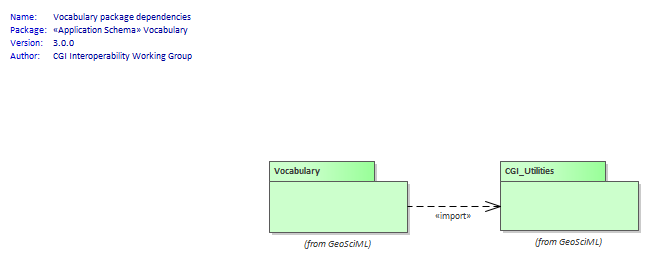 Name: Vocabulary package dependencies
Package: «Application Schema» Vocabulary
Version: 3.0.0
Author: CGI Interoperability Working Group
Vocabulary
CGI_Utilities
«import»
(from GeoSciML)
(from GeoSciML)